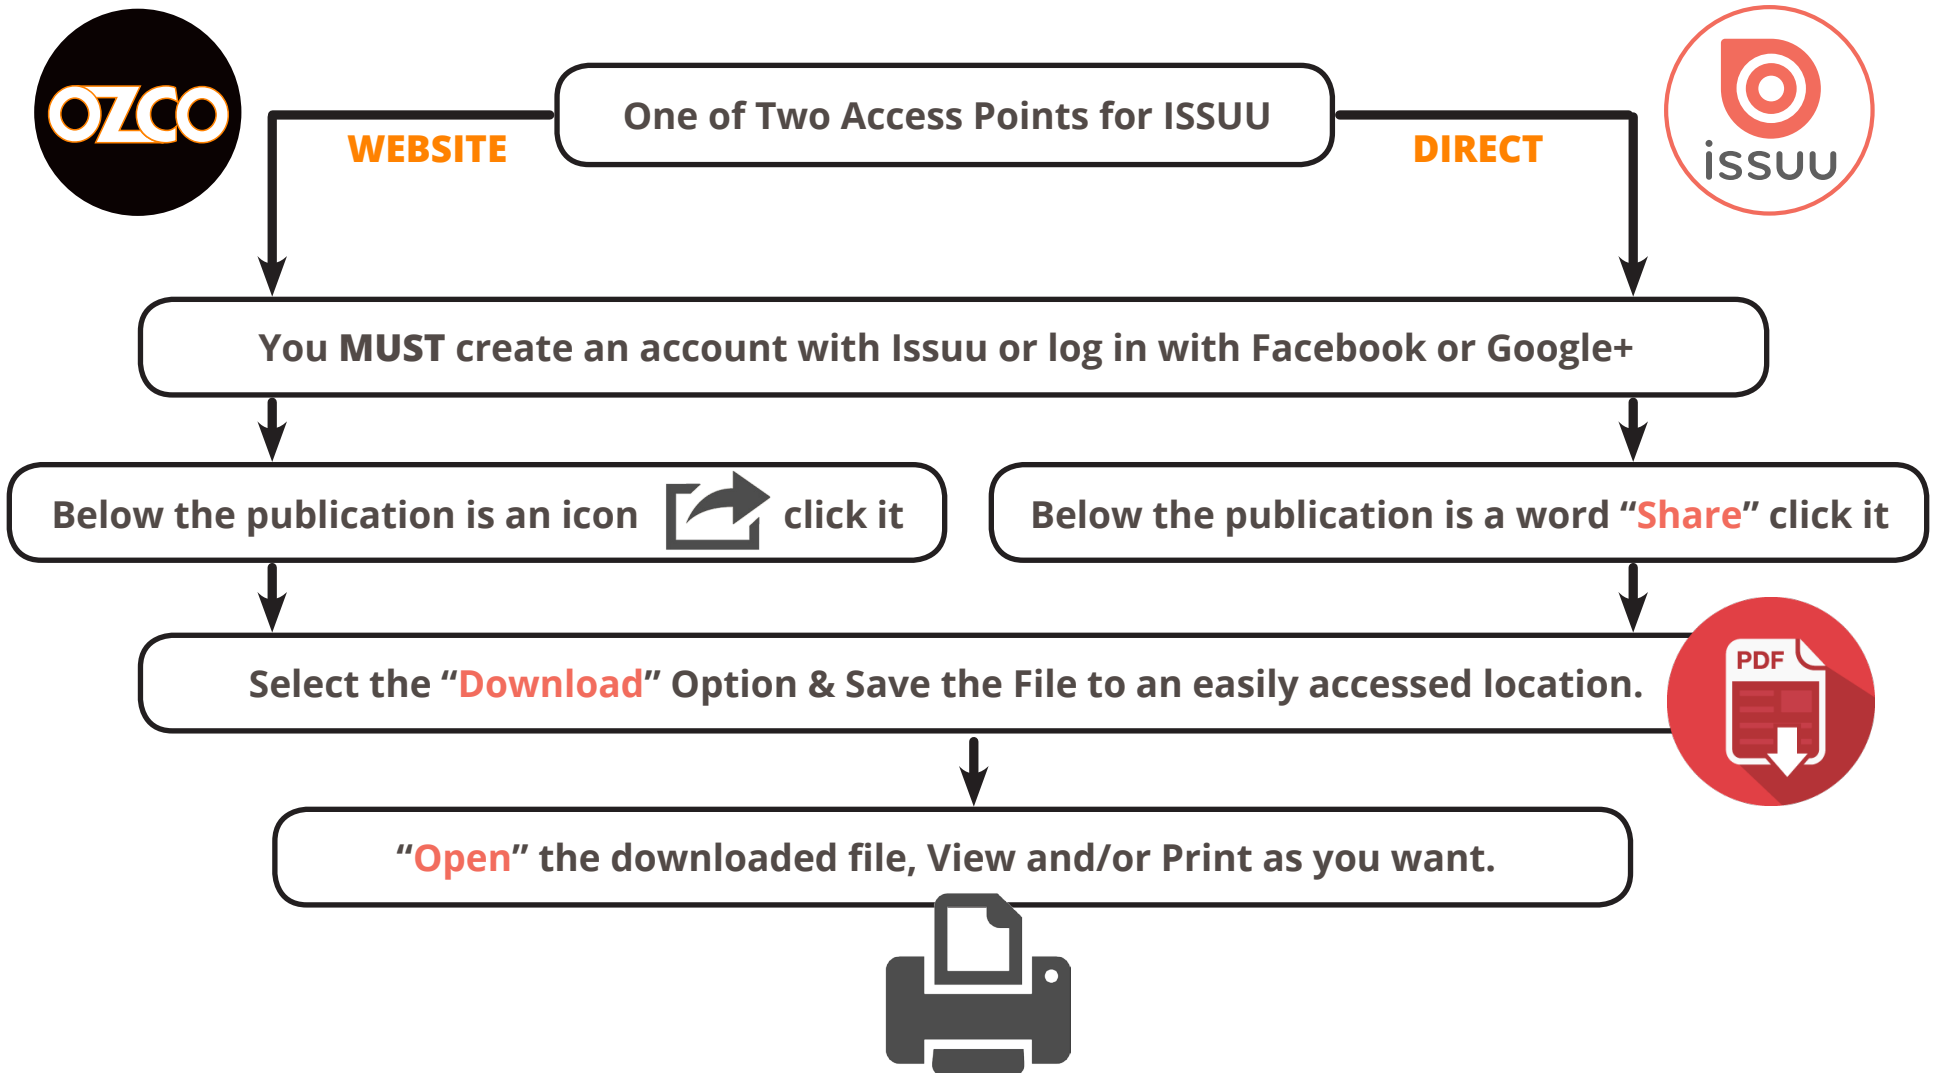 OZCO
One of Two Access Points for ISSUU
WEBSITE
DIRECT
issuu
You MUST create an account with Issuu or log in with Facebook or Google+
Below the publication is an icon click it
Below the publication is a word “Share” click it
Select the “Download” Option & Save the File to an easily accessed location.
PDF
“Open” the downloaded file, View and/or Print as you want.